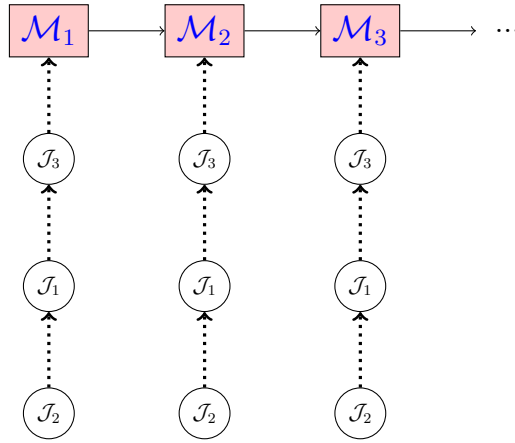 𝓜₁ 𝓜₂ 𝓜₃ ···
𝒥₃ 𝒥₃ 𝒥₃
𝒥₁ 𝒥₁ 𝒥₁
𝒥₂ 𝒥₂ 𝒥₂